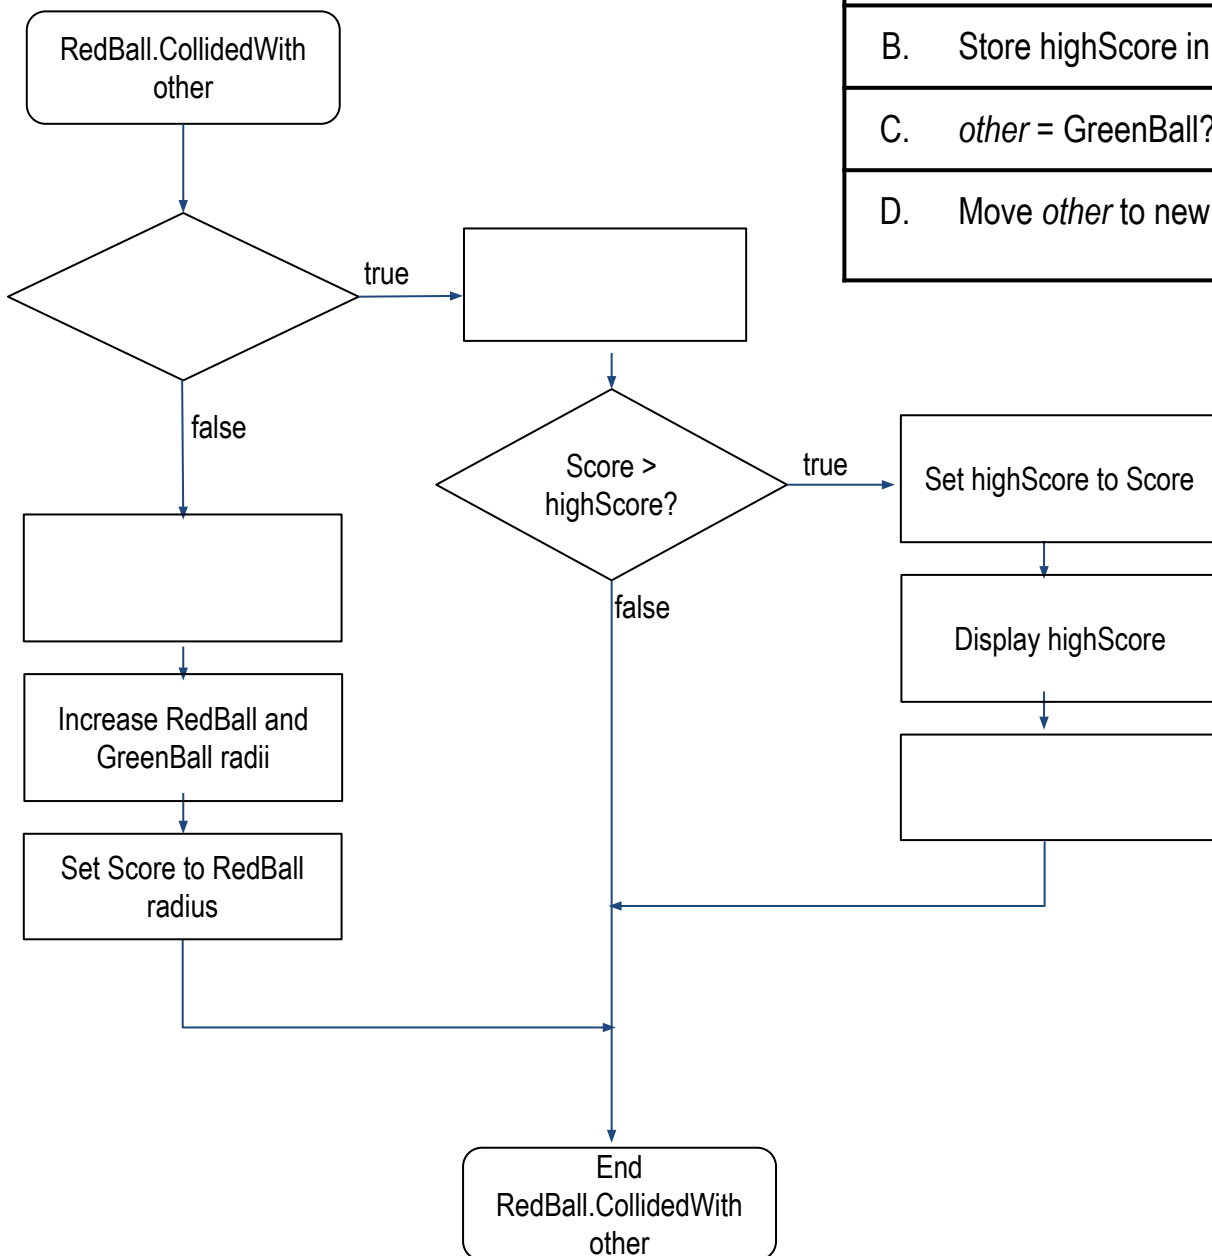 RedBall.CollidedWith
other
B. Store highScore in
C. other = GreenBall?
D. Move other to new
true
false
Score >
highScore?
true
Set highScore to Score
false
Display highScore
Increase RedBall and
GreenBall radii
Set Score to RedBall
radius
End
RedBall.CollidedWith
other